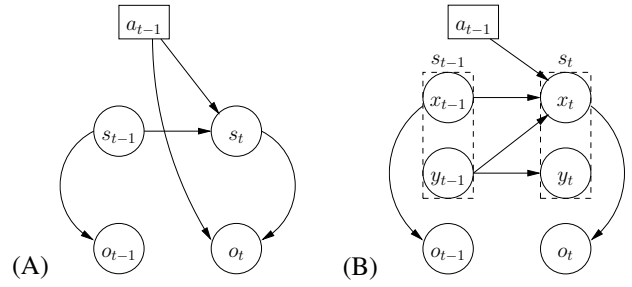 a_{t−1}
s_{t−1}
s_t
o_{t−1}
o_t
(A)
a_{t−1}
s_{t−1}
s_t
x_{t−1}
x_t
y_{t−1}
y_t
o_{t−1}
o_t
(B)